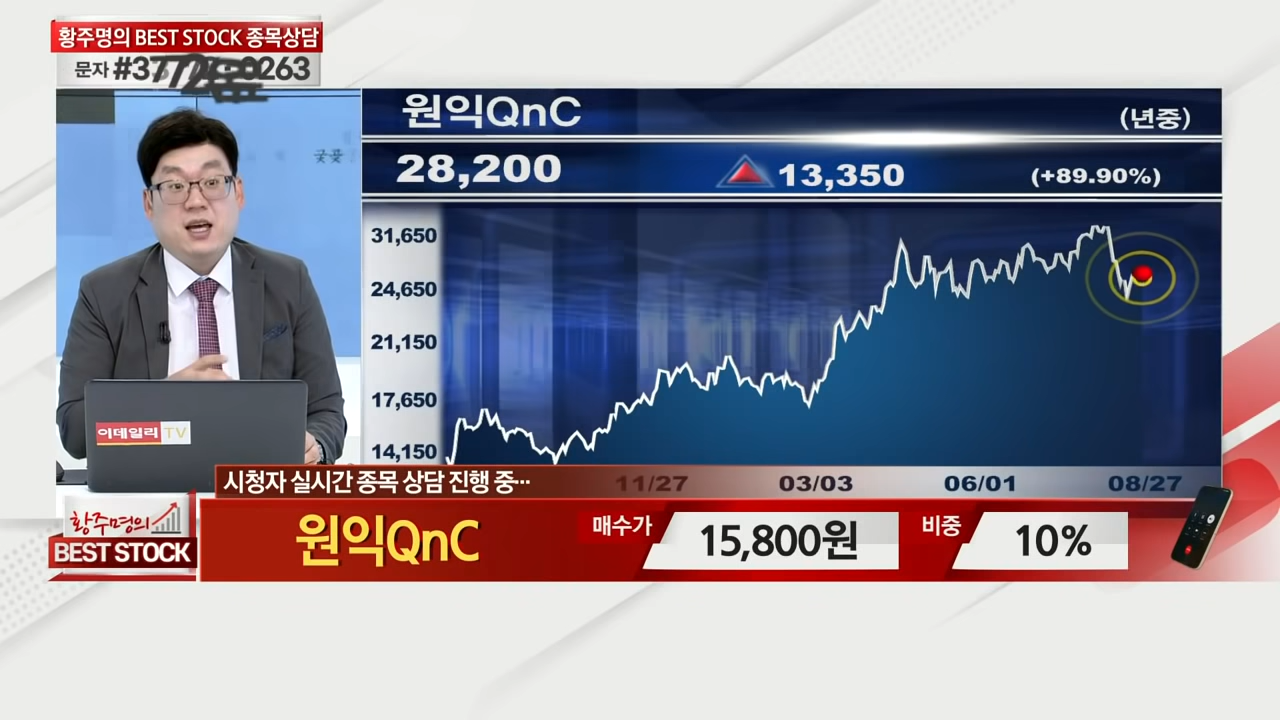 황주명의 BEST STOCK 종목상담
문자
원익QnC
(년중)
28,200
13,350
(+89.90%)
31,650
24,650
21,150
17,650
14,150
11/27
03/03
06/01
08/27
이데일리 TV
시청자 실시간 종목 상담 진행 중...
황주명의
BEST STOCK
원익QnC
매수가
15,800원
비중
10%